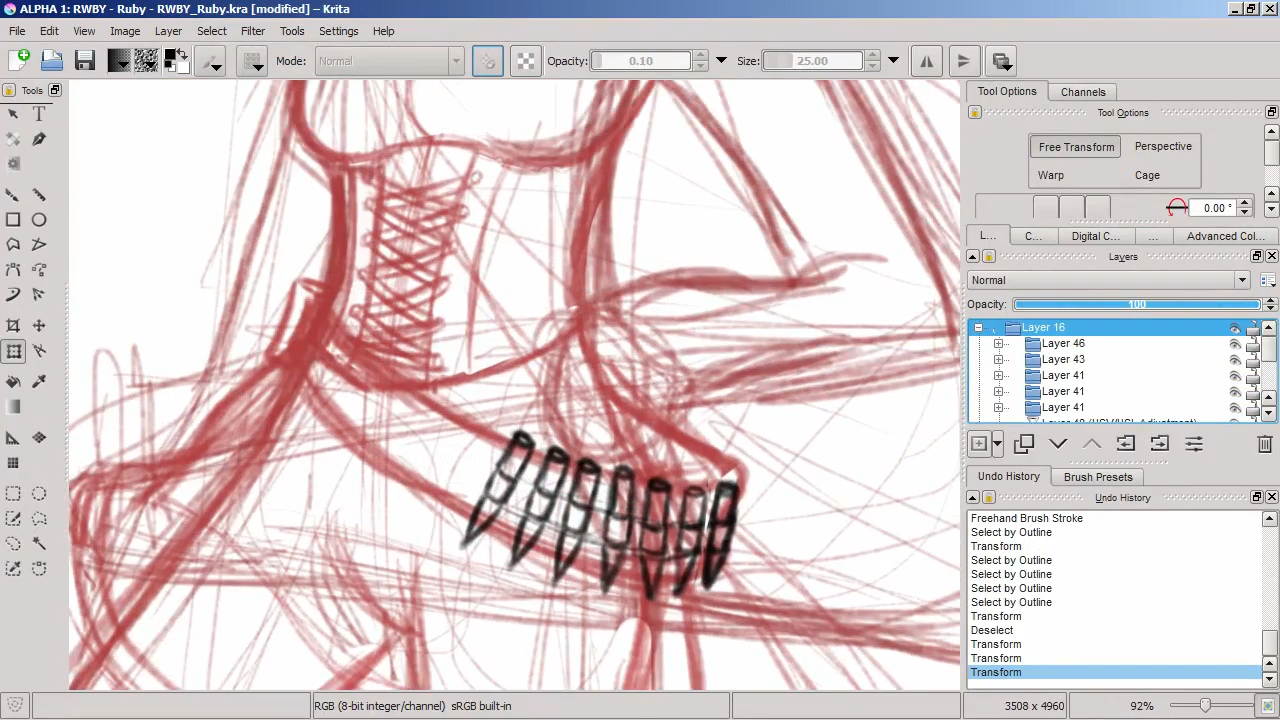 ALPHA 1: RWBY - Ruby - RWBY_Ruby.kra [modified] - Krita
File Edit View Image Layer Select Filter Tools Settings Help
Mode: Normal Opacity: 0.10 Size: 25.00
Tools
Tool Options Channels
Tool Options
Free Transform Perspective
Warp Cage
0.00 °
L... C... Digital C... ... Advanced Col...
Layers
Normal
Opacity: 100
Layer 16
Layer 46
Layer 43
Layer 41
Layer 41
Layer 41
Undo History Brush Presets
Undo History
Freehand Brush Stroke
Select by Outline
Transform
Select by Outline
Select by Outline
Select by Outline
Select by Outline
Transform
Deselect
Transform
Transform
Transform
RGB (8-bit integer/channel) sRGB built-in
3508 x 4960
92%